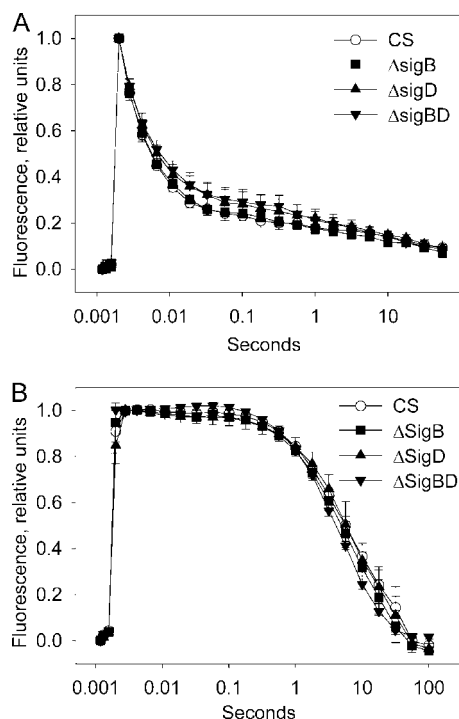 A
Fluorescence, relative units
1.0
0.8
0.6
0.4
0.2
0.0
CS
ΔsigB
ΔsigD
ΔsigBD
0.001 0.01 0.1 1 10
Seconds
B
Fluorescence, relative units
1.0
0.8
0.6
0.4
0.2
0.0
CS
ΔSigB
ΔSigD
ΔSigBD
0.001 0.01 0.1 1 10 100
Seconds